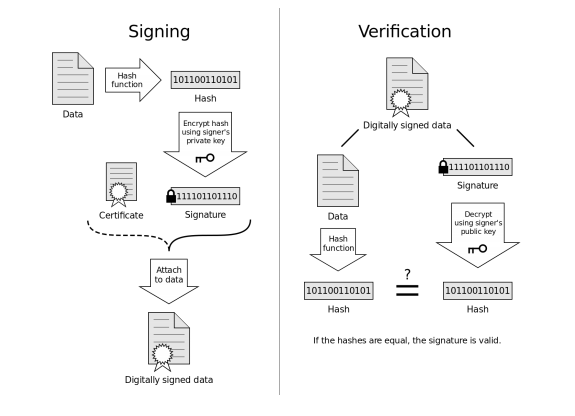 Signing
Data
Hash
function
101100110101
Hash
Encrypt hash
using signer's
private key
Certificate
111101101110
Signature
Attach
to data
Digitally signed data
Verification
Digitally signed data
Data
111101101110
Signature
Hash
function
Decrypt
using signer's
public key
101100110101
Hash
?
101100110101
Hash
If the hashes are equal, the signature is valid.